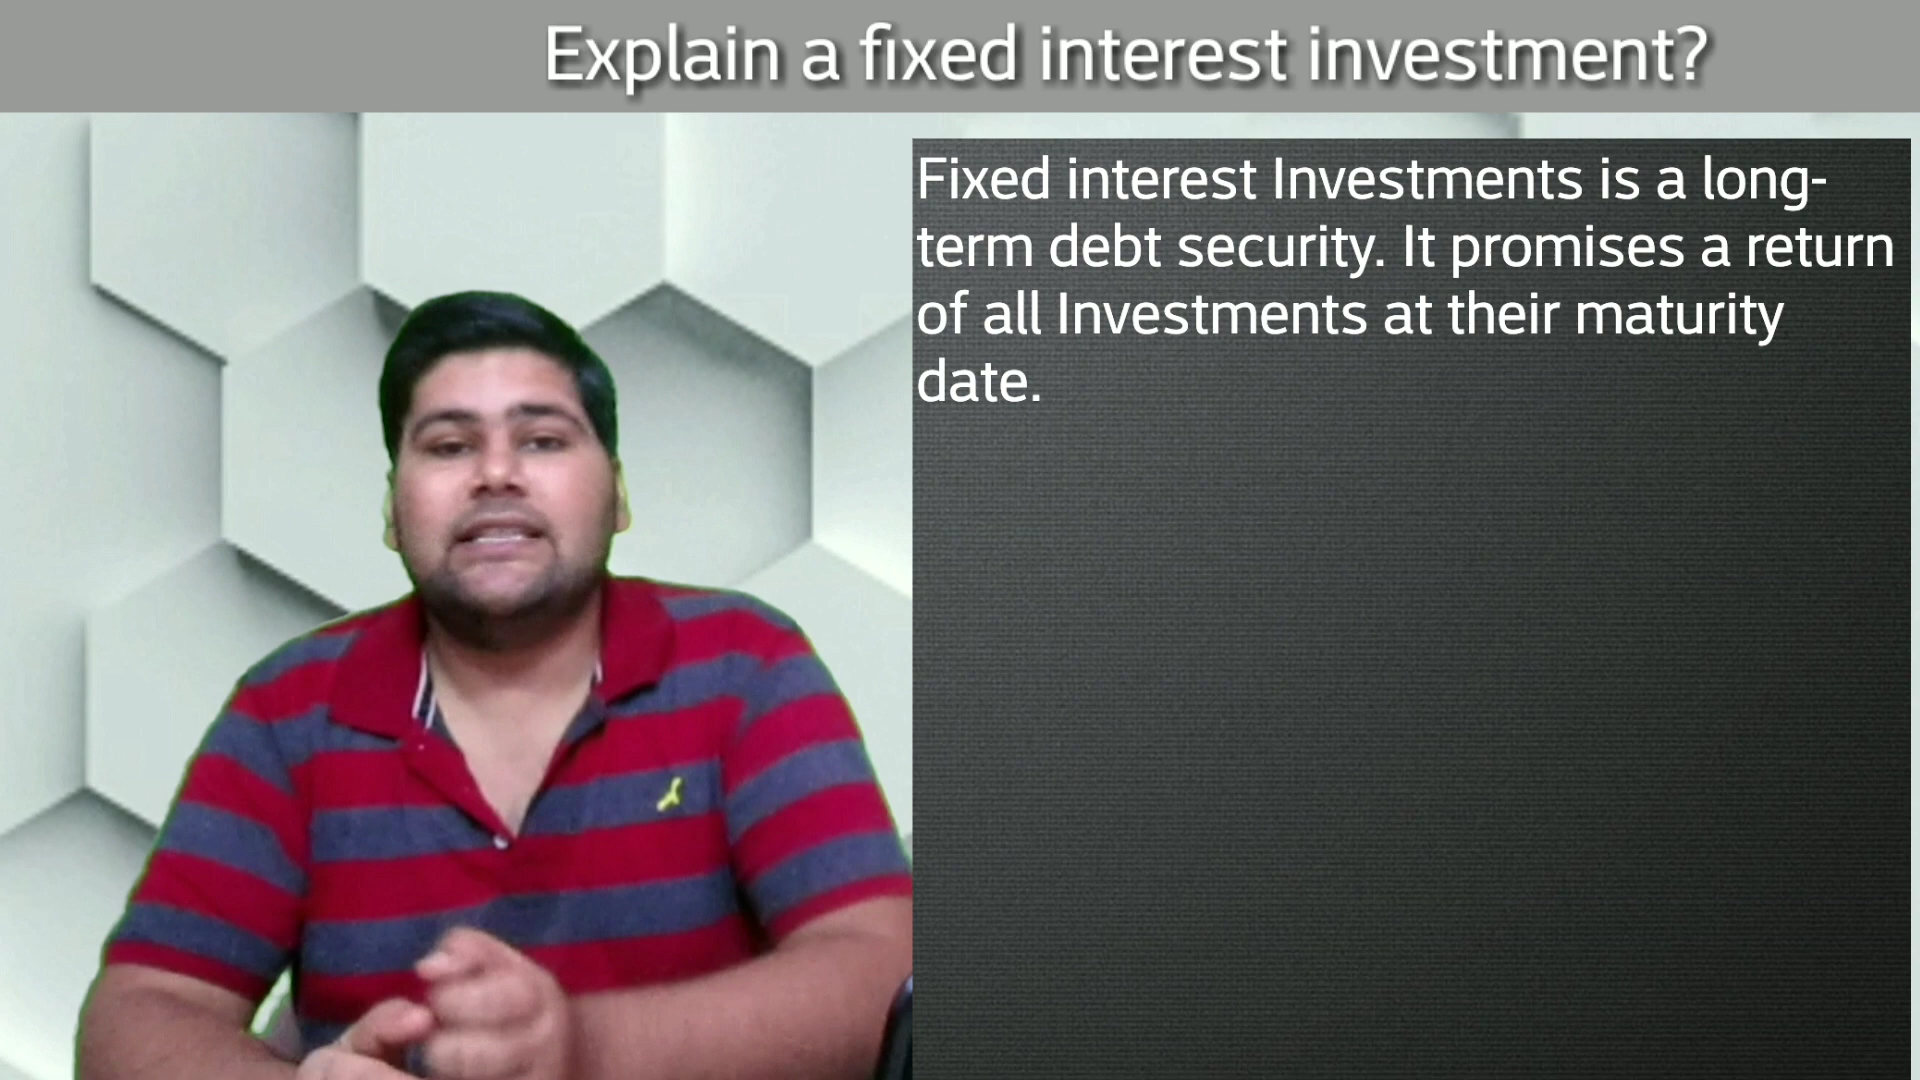 Explain a fixed interest investment?
Fixed interest Investments is a long-
term debt security. It promises a return
of all Investments at their maturity
date.